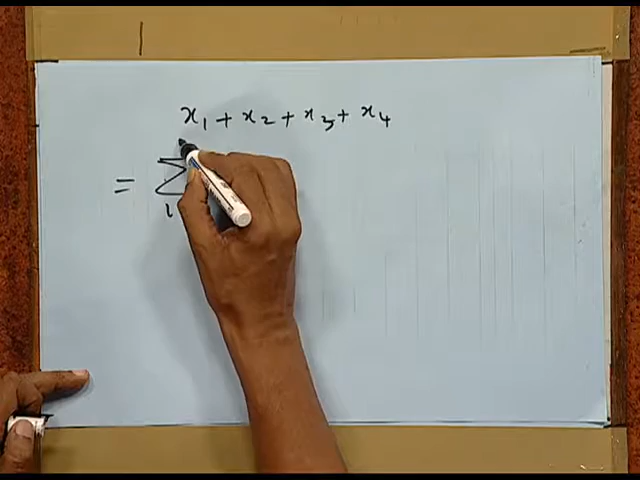 x₁ + x₂ + x₃ + x₄
= Σ
i